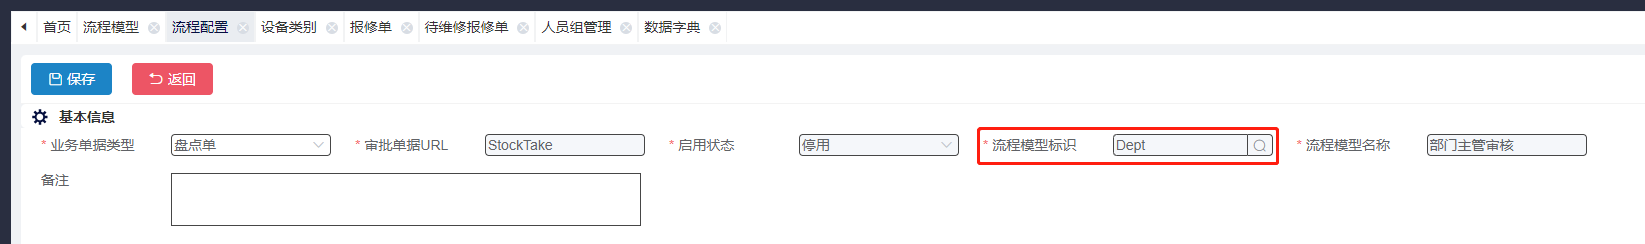 首页 流程模型 流程配置 设备类别 报修单 待维修报修单 人员组管理 数据字典
保存 返回
基本信息
* 业务单据类型 盘点单 * 审批单据URL StockTake * 启用状态 停用 * 流程模型标识 Dept * 流程模型名称 部门主管审核
备注